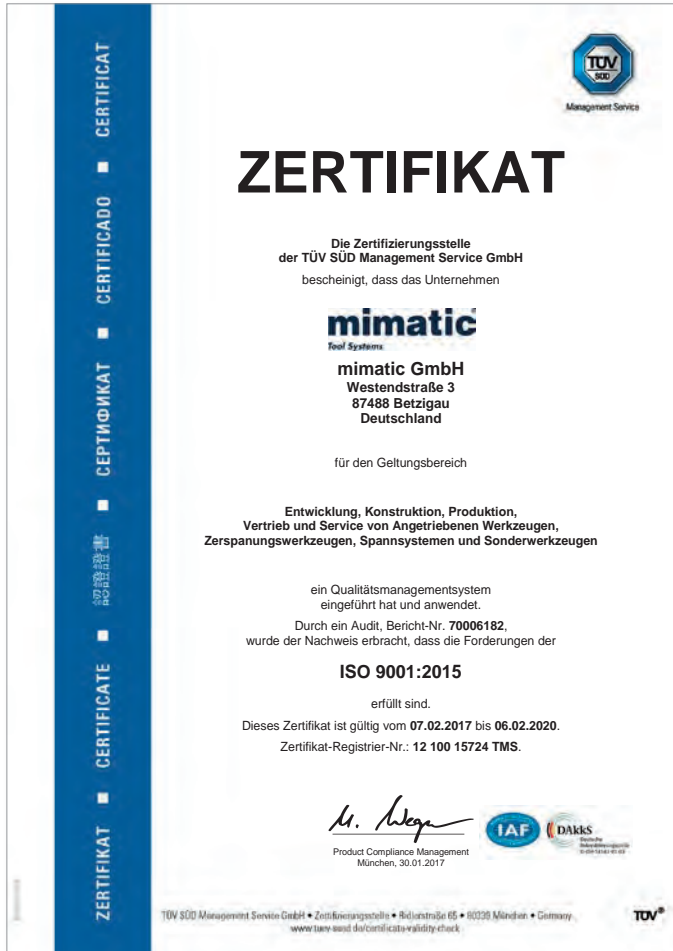 TÜV
SÜD
Management Service
ZERTIFIKAT
Die Zertifizierungsstelle
der TÜV SÜD Management Service GmbH
bescheinigt, dass das Unternehmen
mimatic
Tool Systems
mimatic GmbH
Westendstraße 3
87488 Betzigau
Deutschland
für den Geltungsbereich
Entwicklung, Konstruktion, Produktion,
Vertrieb und Service von Angetriebenen Werkzeugen,
Zerspanungswerkzeugen, Spannsystemen und Sonderwerkzeugen
ein Qualitätsmanagementsystem
eingeführt hat und anwendet.
Durch ein Audit, Bericht-Nr. 70006182,
wurde der Nachweis erbracht, dass die Forderungen der
ISO 9001:2015
erfüllt sind.
Dieses Zertifikat ist gültig vom 07.02.2017 bis 06.02.2020.
Zertifikat-Registrier-Nr.: 12 100 15724 TMS.
Product Compliance Management
München, 30.01.2017
IAF
DAkkS
Deutsche
Akkreditierungsstelle
TÜV SÜD Management Service GmbH • Zertifizierungsstelle • Ridlerstraße 65 • 80339 München • Germany
www.tuev-sued.de/certificate-validity-check
TÜV®
ZERTIFIKAT ■ CERTIFICATE ■ 認證證書 ■ СЕРТИФИКАТ ■ CERTIFICADO ■ CERTIFICAT